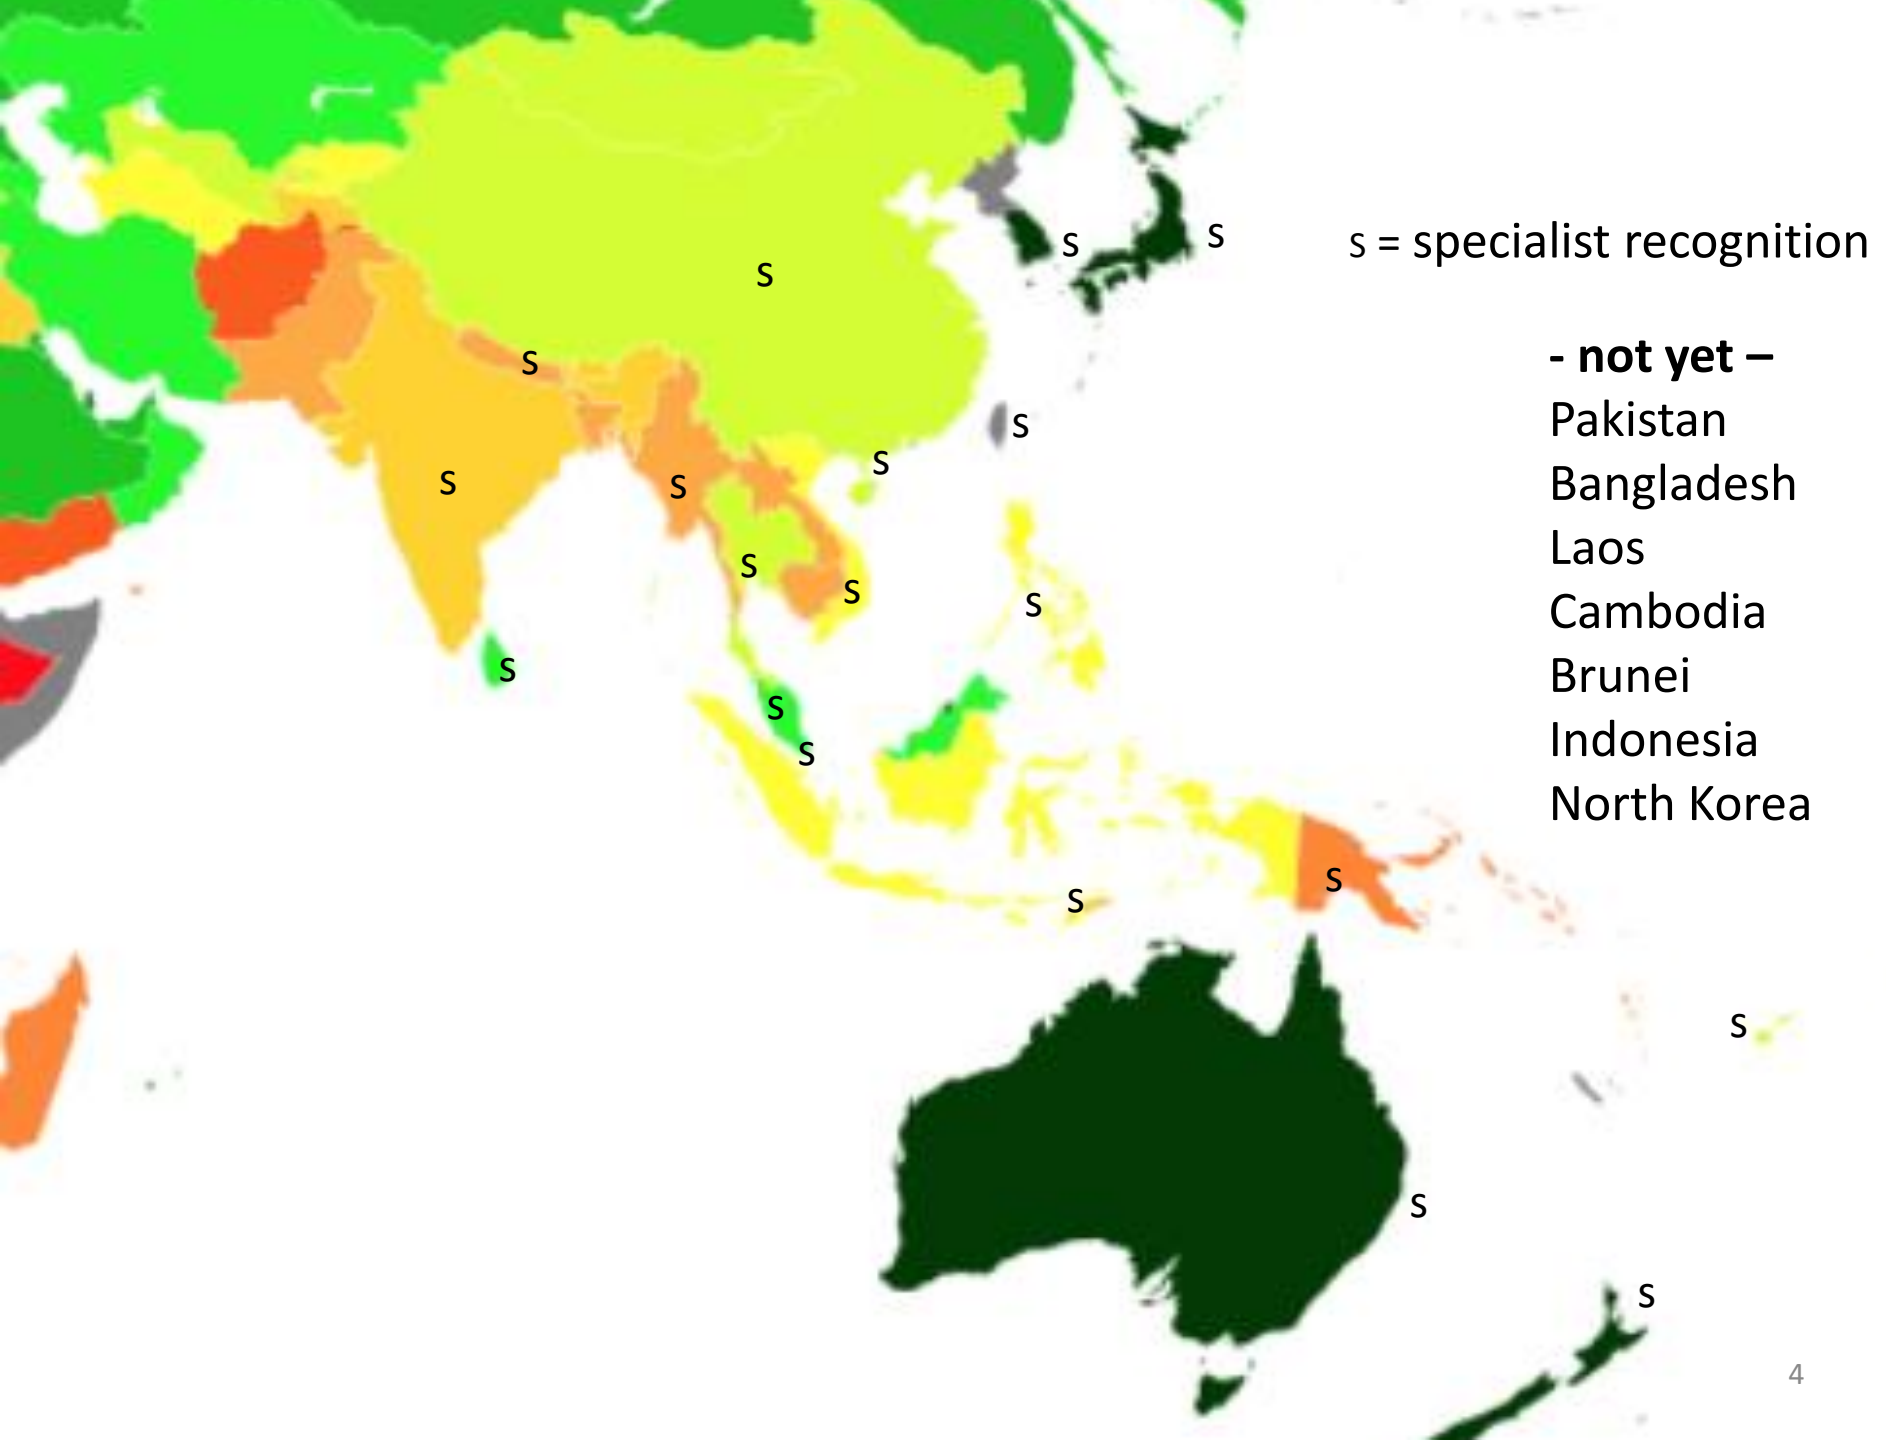 s
s
s = specialist recognition
s
- not yet –
s
Pakistan
s
s
Bangladesh
s
s
Laos
s
s
s
Cambodia
s
Brunei
s
Indonesia
s
North Korea
s
s
s
s
s
4